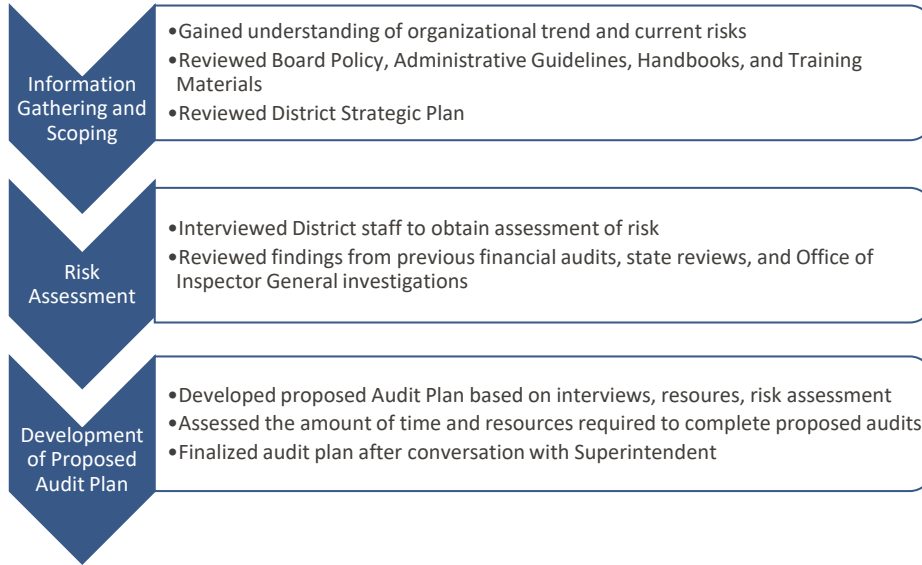 Information
Gathering and
Scoping
•Gained understanding of organizational trend and current risks
•Reviewed Board Policy, Administrative Guidelines, Handbooks, and Training
Materials
•Reviewed District Strategic Plan
Risk
Assessment
•Interviewed District staff to obtain assessment of risk
•Reviewed findings from previous financial audits, state reviews, and Office of
Inspector General investigations
Development
of Proposed
Audit Plan
•Developed proposed Audit Plan based on interviews, resoures, risk assessment
•Assessed the amount of time and resources required to complete proposed audits
•Finalized audit plan after conversation with Superintendent